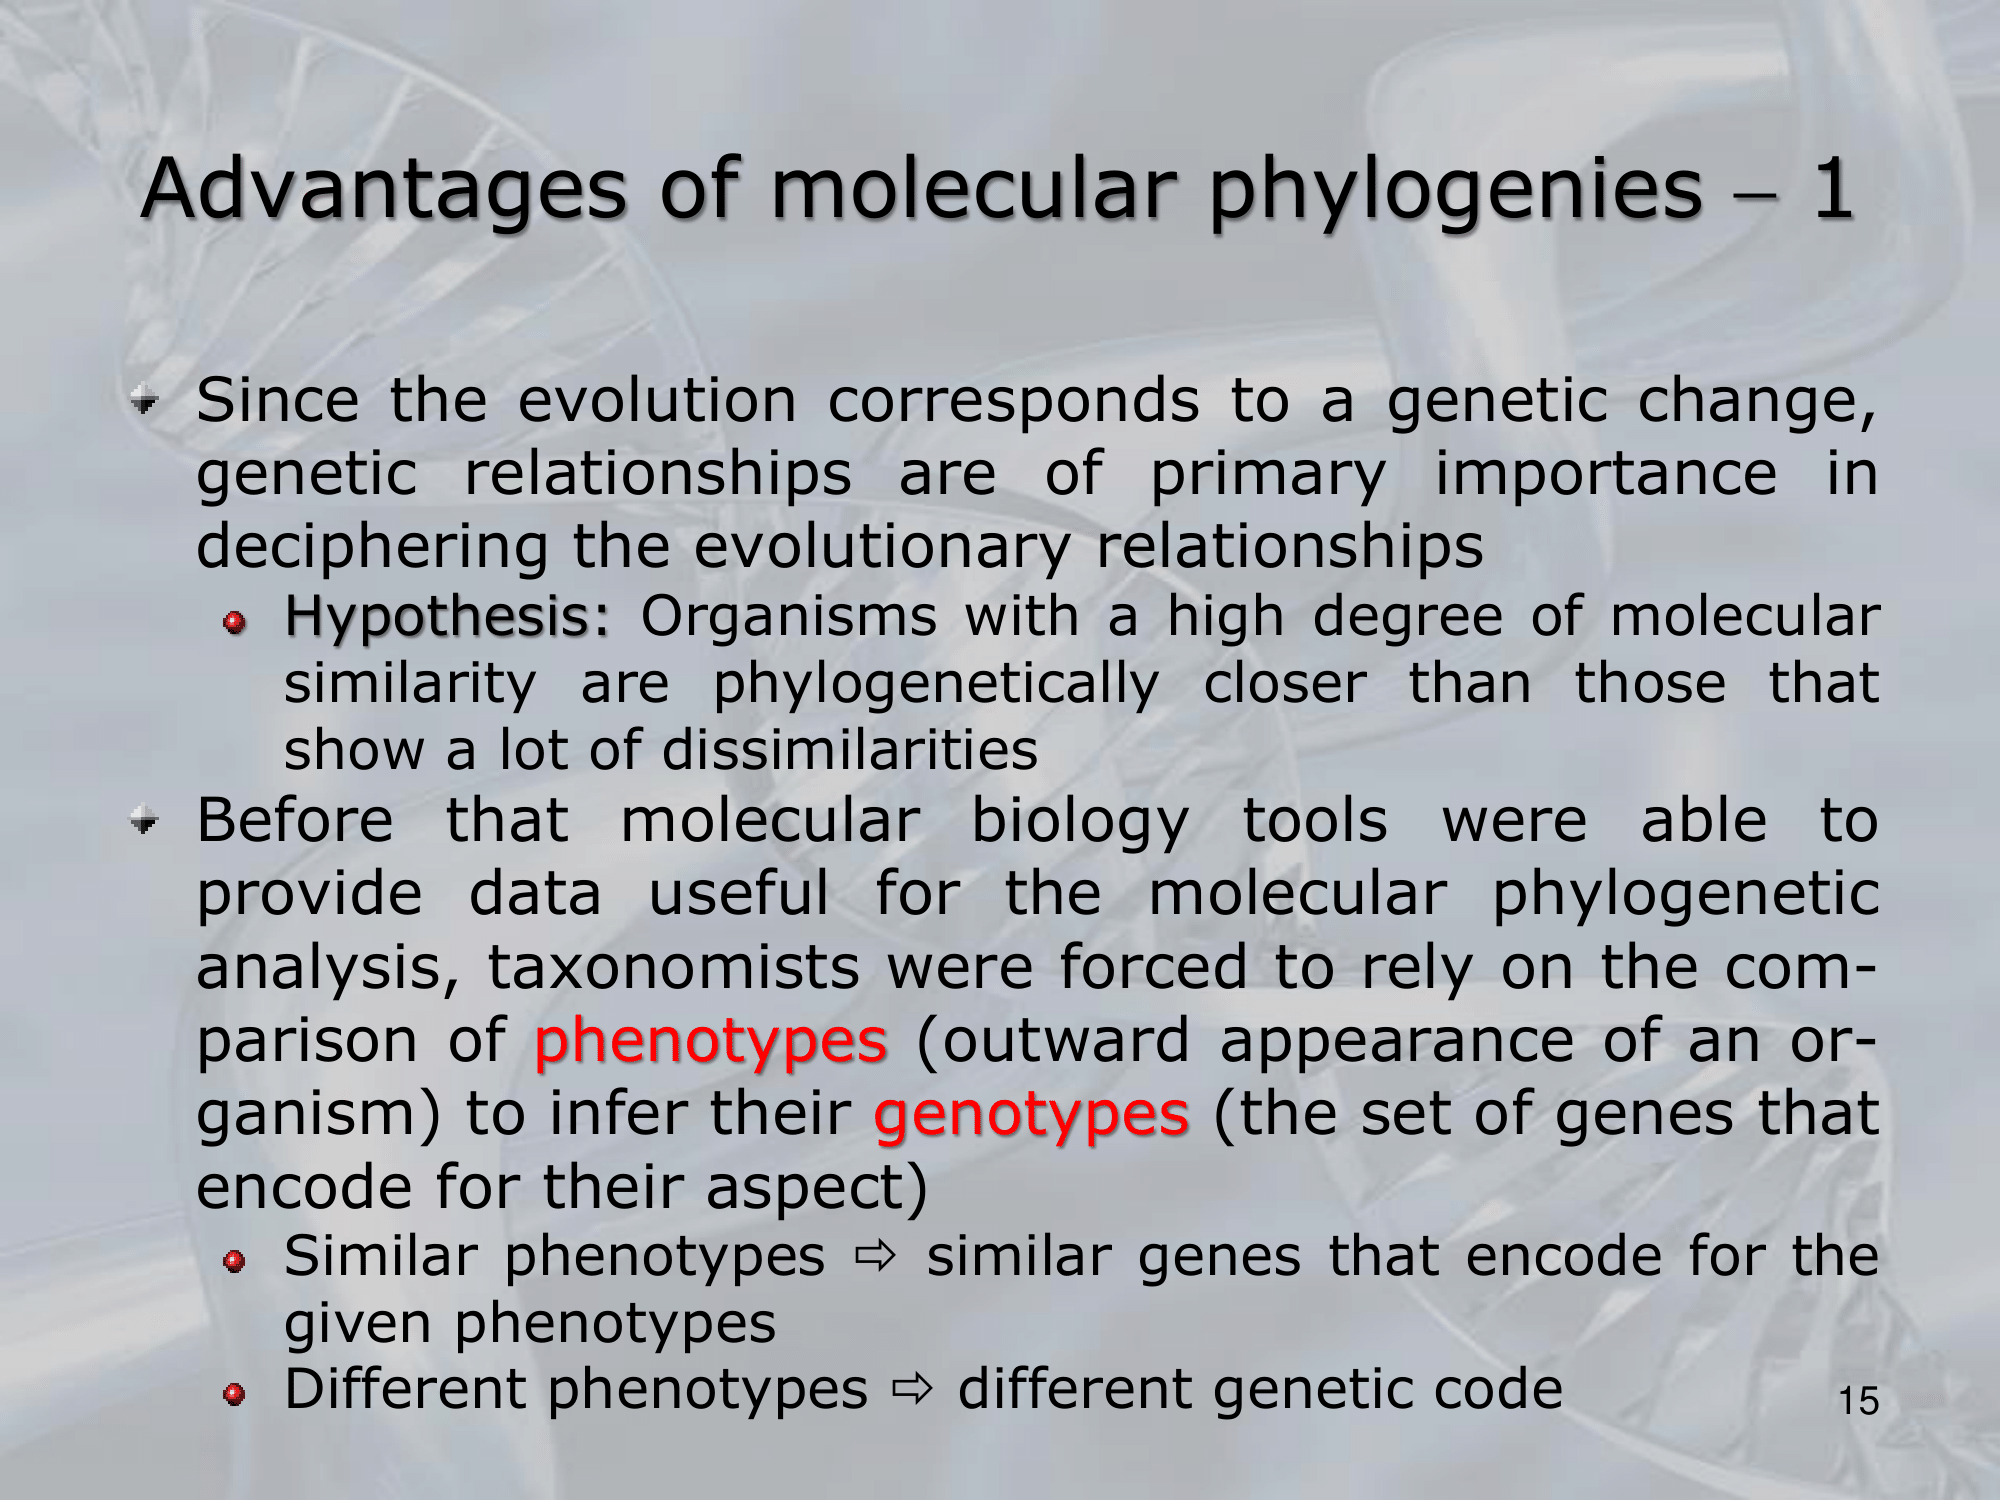 Advantages of molecular phylogenies – 1
Since the evolution corresponds to a genetic change,
genetic relationships are of primary importance in
deciphering the evolutionary relationships
Hypothesis: Organisms with a high degree of molecular
similarity are phylogenetically closer than those that
show a lot of dissimilarities
Before that molecular biology tools were able to
provide data useful for the molecular phylogenetic
analysis, taxonomists were forced to rely on the com-
parison of phenotypes (outward appearance of an or-
ganism) to infer their genotypes (the set of genes that
encode for their aspect)
Similar phenotypes ⇨ similar genes that encode for the
given phenotypes
Different phenotypes ⇨ different genetic code
15